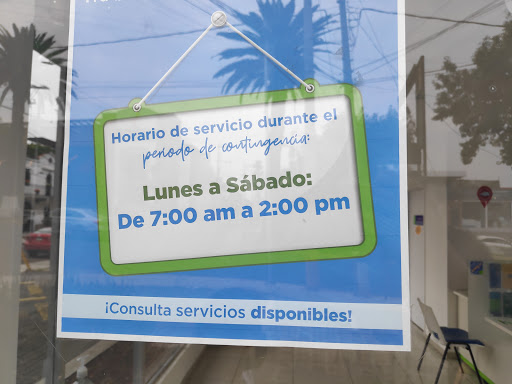 Horario de servicio durante el
periodo de contingencia:
Lunes a Sábado:
De 7:00 am a 2:00 pm
¡Consulta servicios disponibles!